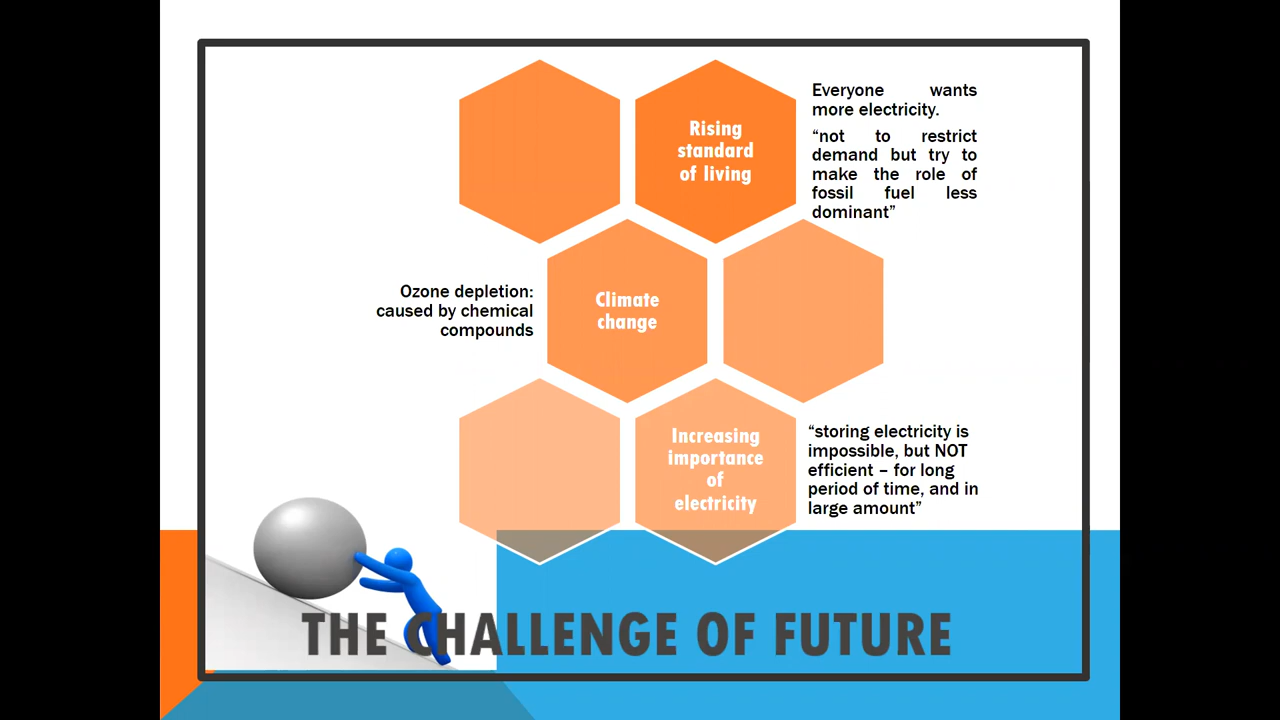 Rising
standard
of living
Everyone wants
more electricity.
“not to restrict
demand but try to
make the role of
fossil fuel less
dominant”
Ozone depletion:
caused by chemical
compounds
Climate
change
Increasing
importance
of
electricity
“storing electricity is
impossible, but NOT
efficient – for long
period of time, and in
large amount”
THE CHALLENGE OF FUTURE